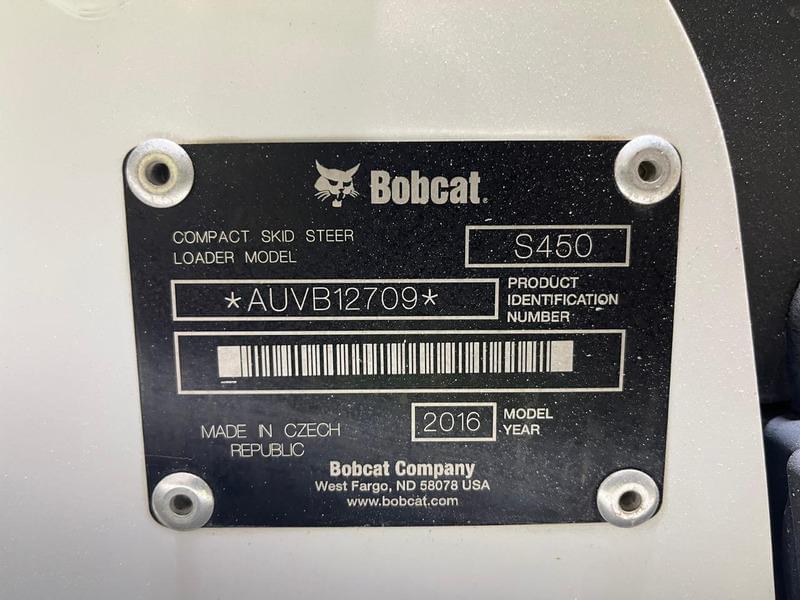 Bobcat.
COMPACT SKID STEER
LOADER MODEL
S450
*AUVB12709*
PRODUCT
IDENTIFICATION
NUMBER
MADE IN CZECH
REPUBLIC
2016
MODEL
YEAR
Bobcat Company
West Fargo, ND 58078 USA
www.bobcat.com